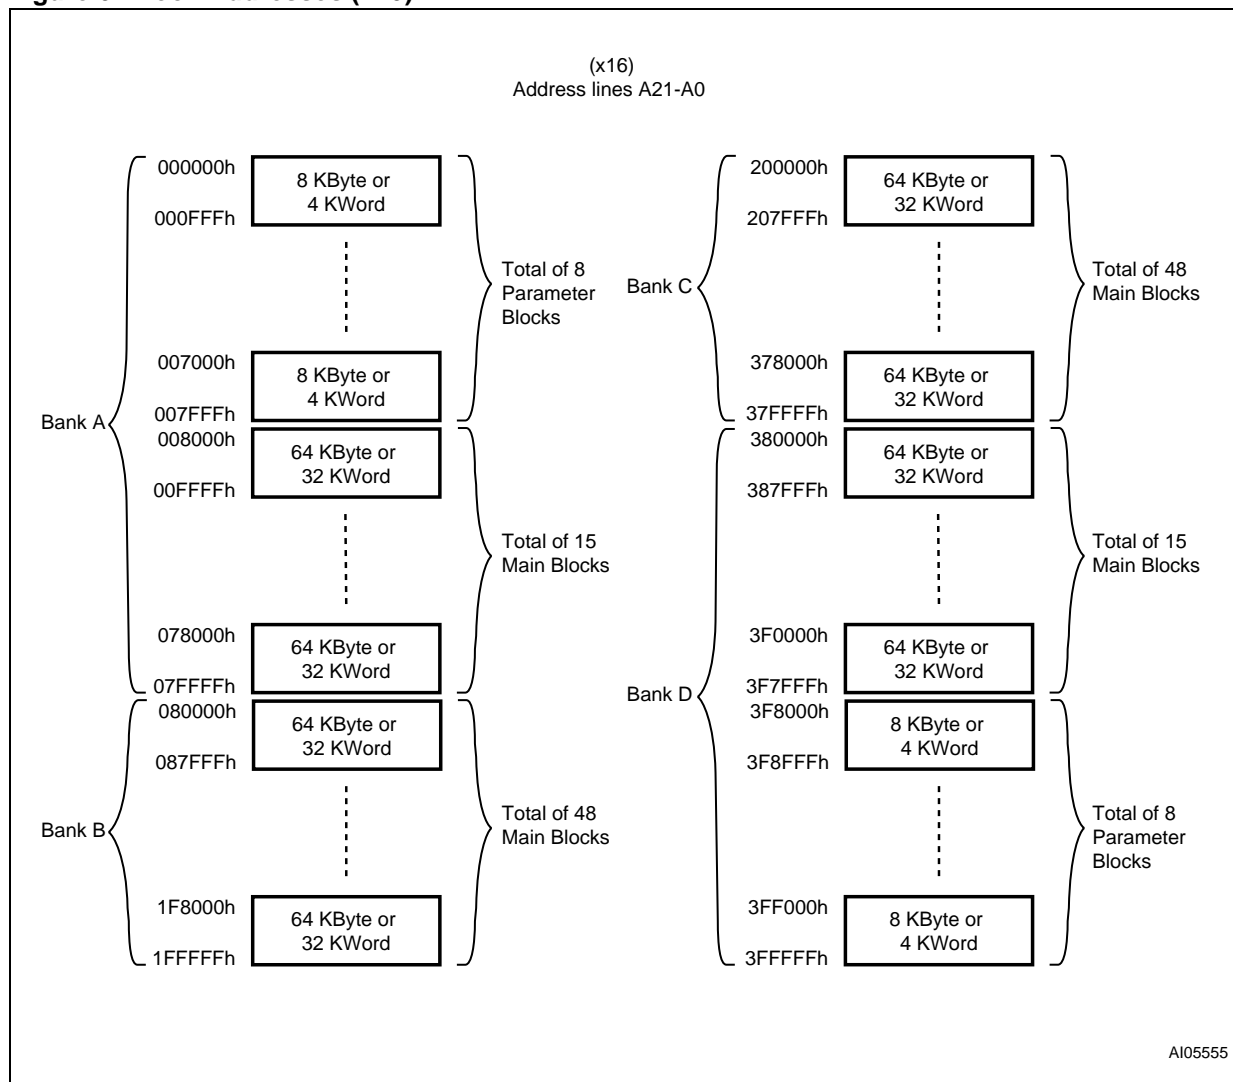 (x16)
Address lines A21-A0
000000h
8 KByte or
4 KWord
000FFFh
Total of 8
Parameter
Blocks
007000h
8 KByte or
4 KWord
007FFFh
Bank A
008000h
64 KByte or
32 KWord
00FFFFh
Total of 15
Main Blocks
078000h
64 KByte or
32 KWord
07FFFFh
080000h
64 KByte or
32 KWord
087FFFh
Bank B
Total of 48
Main Blocks
1F8000h
64 KByte or
32 KWord
1FFFFFh
200000h
64 KByte or
32 KWord
207FFFh
Bank C
Total of 48
Main Blocks
378000h
64 KByte or
32 KWord
37FFFFh
380000h
64 KByte or
32 KWord
387FFFh
Total of 15
Main Blocks
3F0000h
64 KByte or
32 KWord
3F7FFFh
Bank D
3F8000h
8 KByte or
4 KWord
3F8FFFh
Total of 8
Parameter
Blocks
3FF000h
8 KByte or
4 KWord
3FFFFFh
AI05555